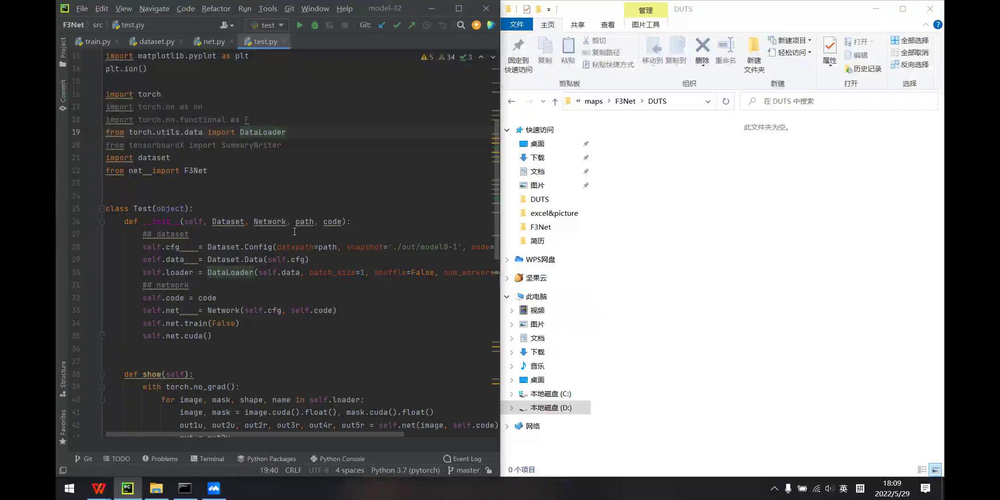 File Edit View Navigate Code Refactor Run Tools Git Window Help model-32
F3Net src test.py test Git:
train.py dataset.py net.py test.py
Project
Commit
Structure
Favorites
5 34 3
13 import matplotlib.pyplot as plt
14 plt.ion()
15
16 import torch
17 import torch.nn as nn
18 import torch.nn.functional as F
19 from torch.utils.data import DataLoader
20 from tensorboardX import SummaryWriter
21 import dataset
22 from net import F3Net
23
24
25 class Test(object):
26 def __init__(self, Dataset, Network, path, code):
27 ## dataset
28 self.cfg = Dataset.Config(datapath=path, snapshot='./out/model0-1', mode='
29 self.data = Dataset.Data(self.cfg)
30 self.loader = DataLoader(self.data, batch_size=1, shuffle=False, num_workers=
31 ## network
32 self.code = code
33 self.net = Network(self.cfg, self.code)
34 self.net.train(False)
35 self.net.cuda()
36
37
38 def show(self):
39 with torch.no_grad():
40 for image, mask, shape, name in self.loader:
41 image, mask = image.cuda().float(), mask.cuda().float()
42 out1u, out2u, out2r, out3r, out4r, out5r = self.net(image, self.code)
Git TODO Problems Terminal Python Packages Python Console Event Log
19:40 CRLF UTF-8 4 spaces Python 3.7 (pytorch) master
管理 DUTS
文件 主页 共享 查看 图片工具
固定到
快速访问
复制
粘贴
剪切
复制路径
粘贴快捷方式
剪贴板
移动到 复制到 删除 重命名
组织
新建
文件夹
新建项目
轻松访问
新建
属性
打开
编辑
历史记录
打开
全部选择
全部取消
反向选择
选择
« maps F3Net DUTS
在 DUTS 中搜索
此文件夹为空。
快速访问
桌面
下载
文档
图片
DUTS
excel&picture
F3Net
简历
WPS网盘
坚果云
此电脑
视频
图片
文档
下载
音乐
桌面
本地磁盘 (C:)
本地磁盘 (D:)
网络
0 个项目
PC
英 拼
18:09
2022/5/29